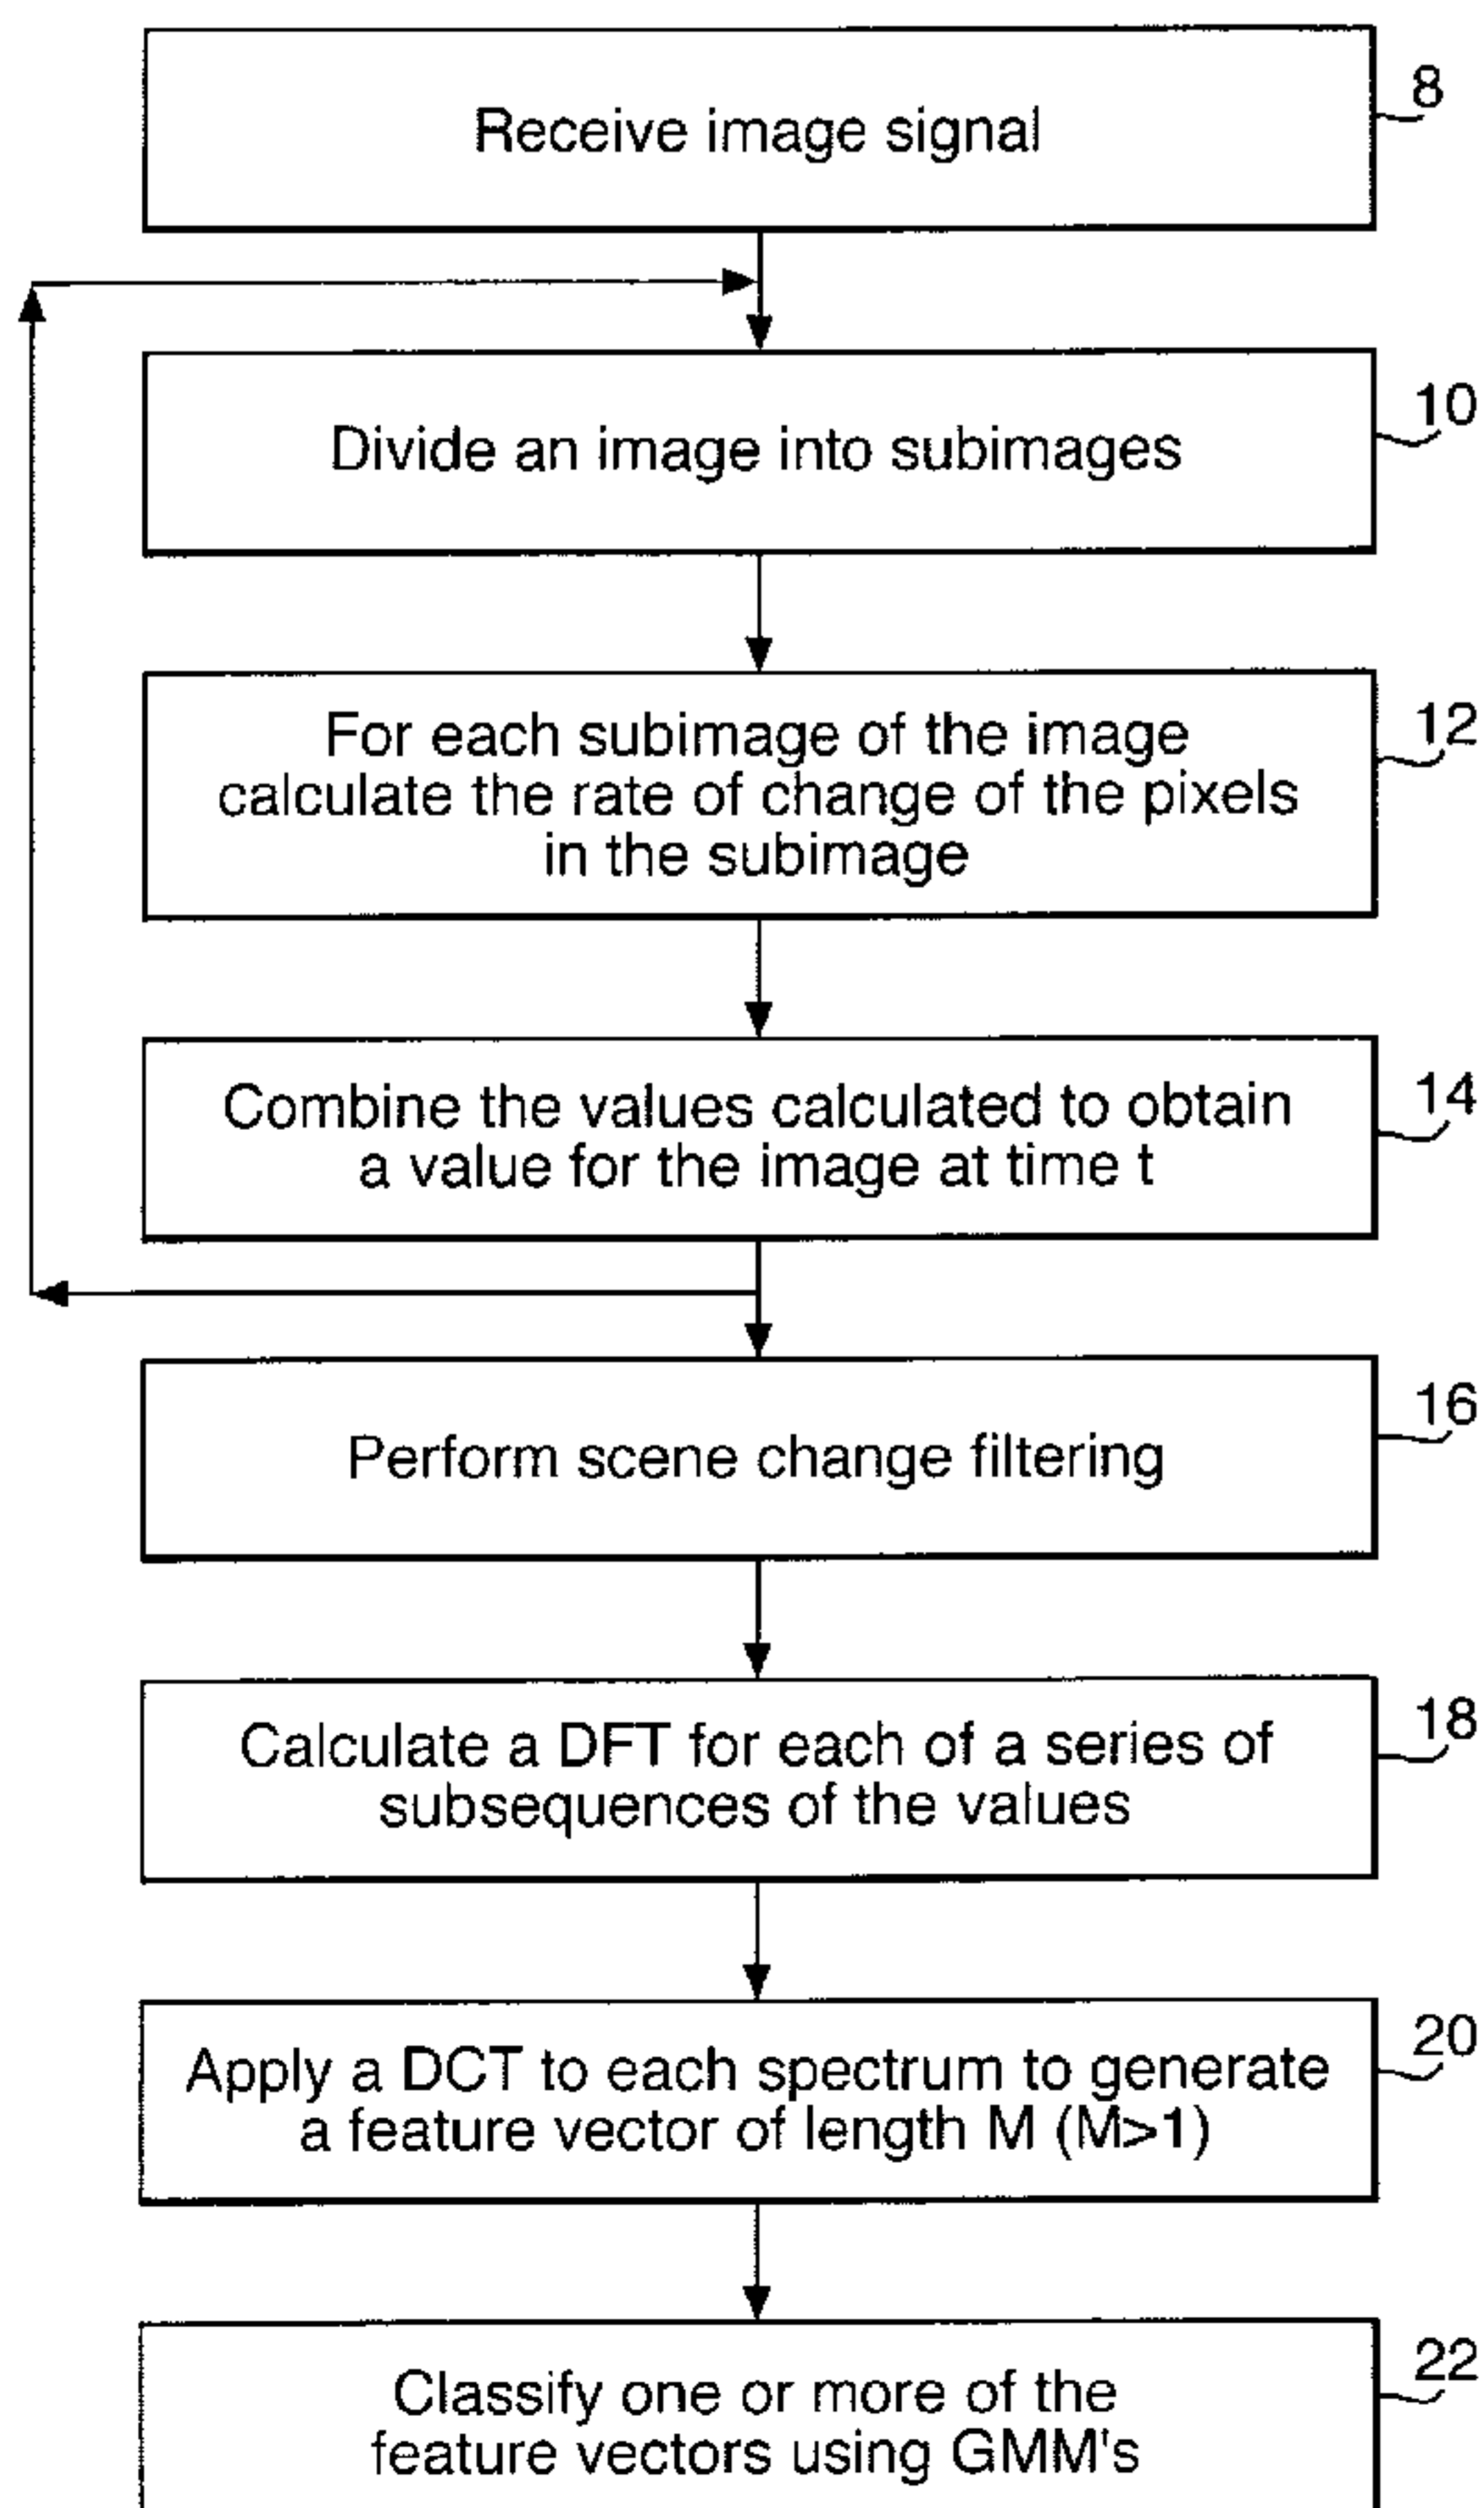 Receive image signal
8
Divide an image into subimages
10
For each subimage of the image
calculate the rate of change of the pixels
in the subimage
12
Combine the values calculated to obtain
a value for the image at time t
14
Perform scene change filtering
16
Calculate a DFT for each of a series of
subsequences of the values
18
Apply a DCT to each spectrum to generate
a feature vector of length M (M>1)
20
Classify one or more of the
feature vectors using GMM's
22